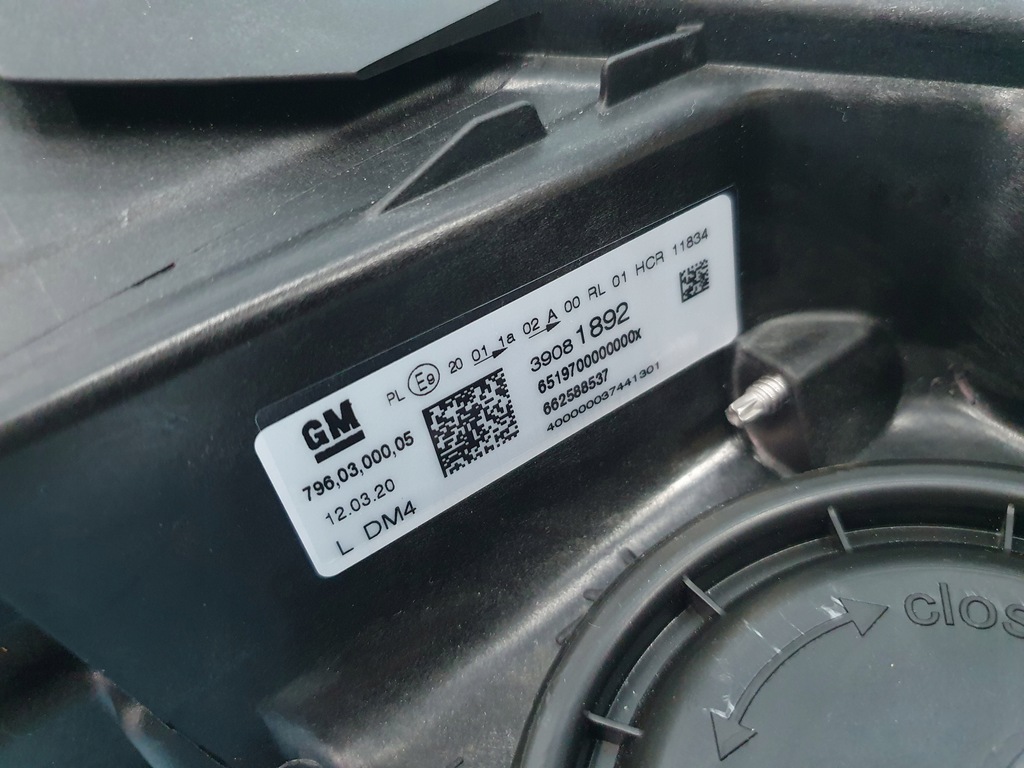 PL E9 20 01 1a 02 A 00 RL 01 HCR 11834
GM
39081892
796,03,000,05
6519700000000x
12.03.20
662588537
L DM4
400000037441301
clos